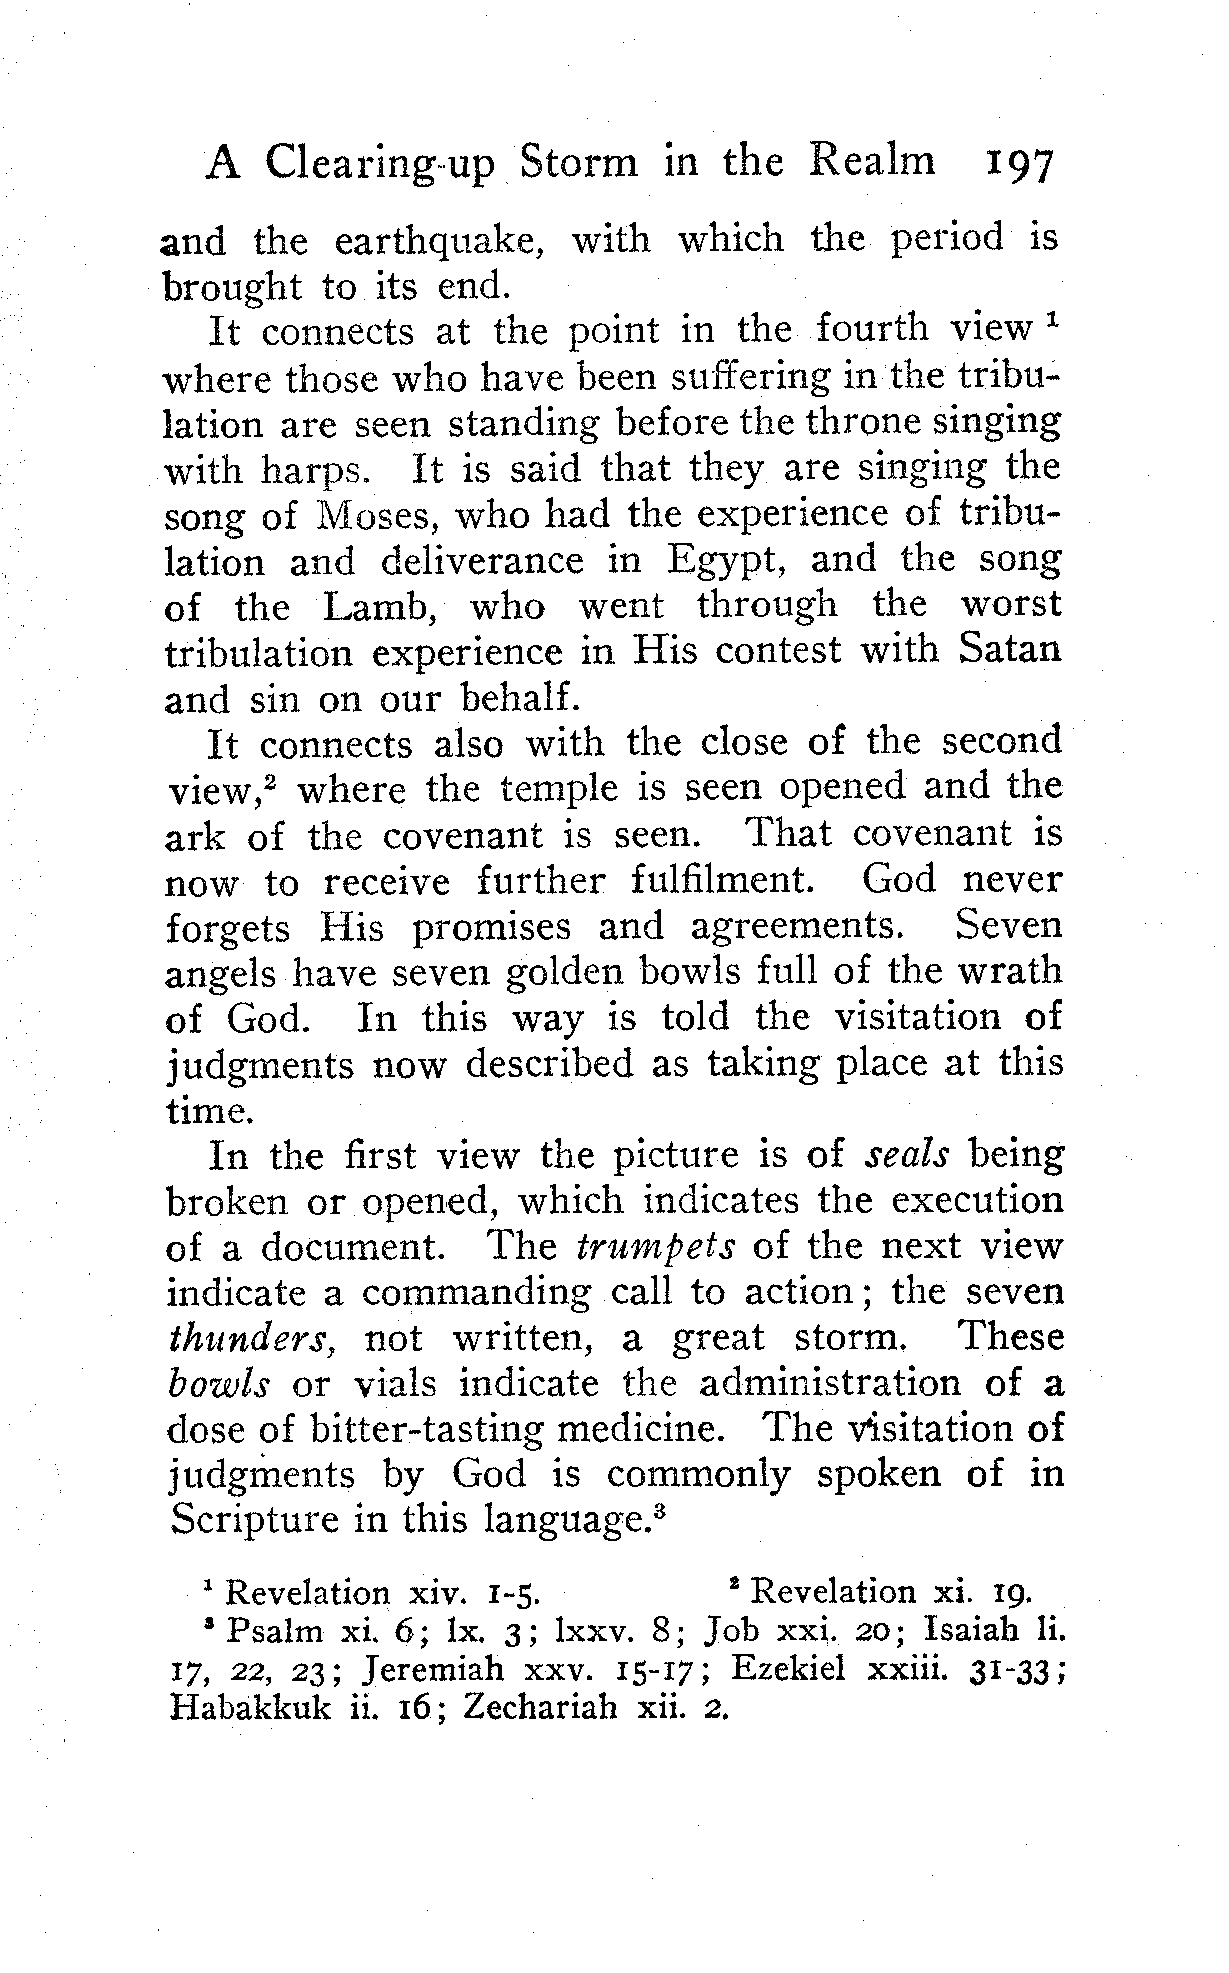 A Clearing-up Storm in the Realm 197
and the earthquake, with which the period is
brought to its end.
It connects at the point in the fourth view ¹
where those who have been suffering in the tribu-
lation are seen standing before the throne singing
with harps. It is said that they are singing the
song of Moses, who had the experience of tribu-
lation and deliverance in Egypt, and the song
of the Lamb, who went through the worst
tribulation experience in His contest with Satan
and sin on our behalf.
It connects also with the close of the second
view,² where the temple is seen opened and the
ark of the covenant is seen. That covenant is
now to receive further fulfilment. God never
forgets His promises and agreements. Seven
angels have seven golden bowls full of the wrath
of God. In this way is told the visitation of
judgments now described as taking place at this
time.
In the first view the picture is of seals being
broken or opened, which indicates the execution
of a document. The trumpets of the next view
indicate a commanding call to action; the seven
thunders, not written, a great storm. These
bowls or vials indicate the administration of a
dose of bitter-tasting medicine. The visitation of
judgments by God is commonly spoken of in
Scripture in this language.³
¹ Revelation xiv. 1-5. ² Revelation xi. 19.
³ Psalm xi. 6; lx. 3; lxxv. 8; Job xxi. 20; Isaiah li.
17, 22, 23; Jeremiah xxv. 15-17; Ezekiel xxiii. 31-33;
Habakkuk ii. 16; Zechariah xii. 2.